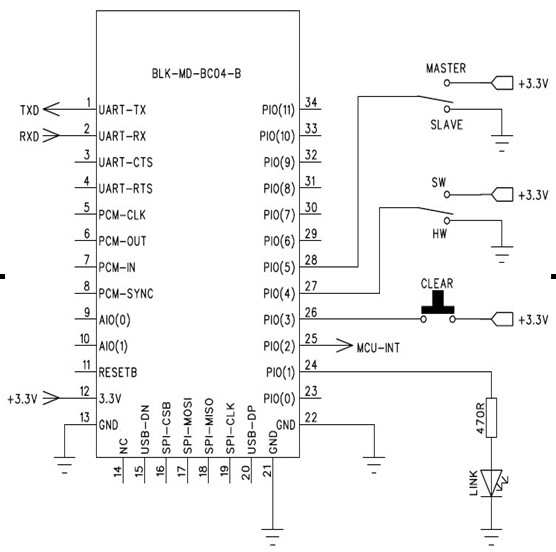 BLK-MD-BC04-B
TXD 1 UART-TX PIO(11) 34
RXD 2 UART-RX PIO(10) 33
3 UART-CTS PIO(9) 32
4 UART-RTS PIO(8) 31
5 PCM-CLK PIO(7) 30
6 PCM-OUT PIO(6) 29
7 PCM-IN PIO(5) 28
8 PCM-SYNC PIO(4) 27
9 AIO(0) PIO(3) 26
10 AIO(1) PIO(2) 25 MCU-INT
11 RESETB PIO(1) 24
+3.3V 12 3.3V PIO(0) 23
13 GND GND 22
14 NC
15 USB-DN
16 SPI-CSB
17 SPI-MOSI
18 SPI-MISO
19 SPI-CLK
20 USB-DP
21 GND
MASTER
+3.3V
SLAVE
SW
+3.3V
HW
CLEAR
+3.3V
470R
LINK